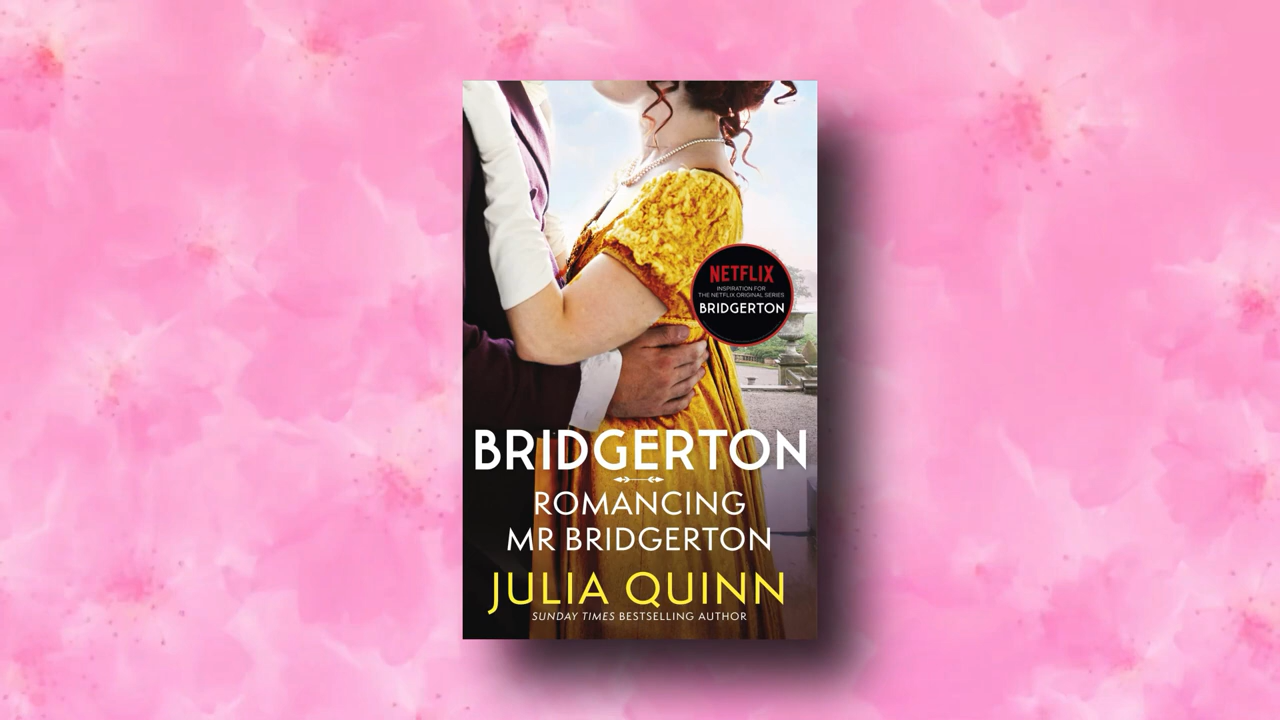 NETFLIX
INSPIRATION FOR
THE NETFLIX ORIGINAL SERIES
BRIDGERTON
BRIDGERTON
ROMANCING
MR BRIDGERTON
JULIA QUINN
SUNDAY TIMES BESTSELLING AUTHOR